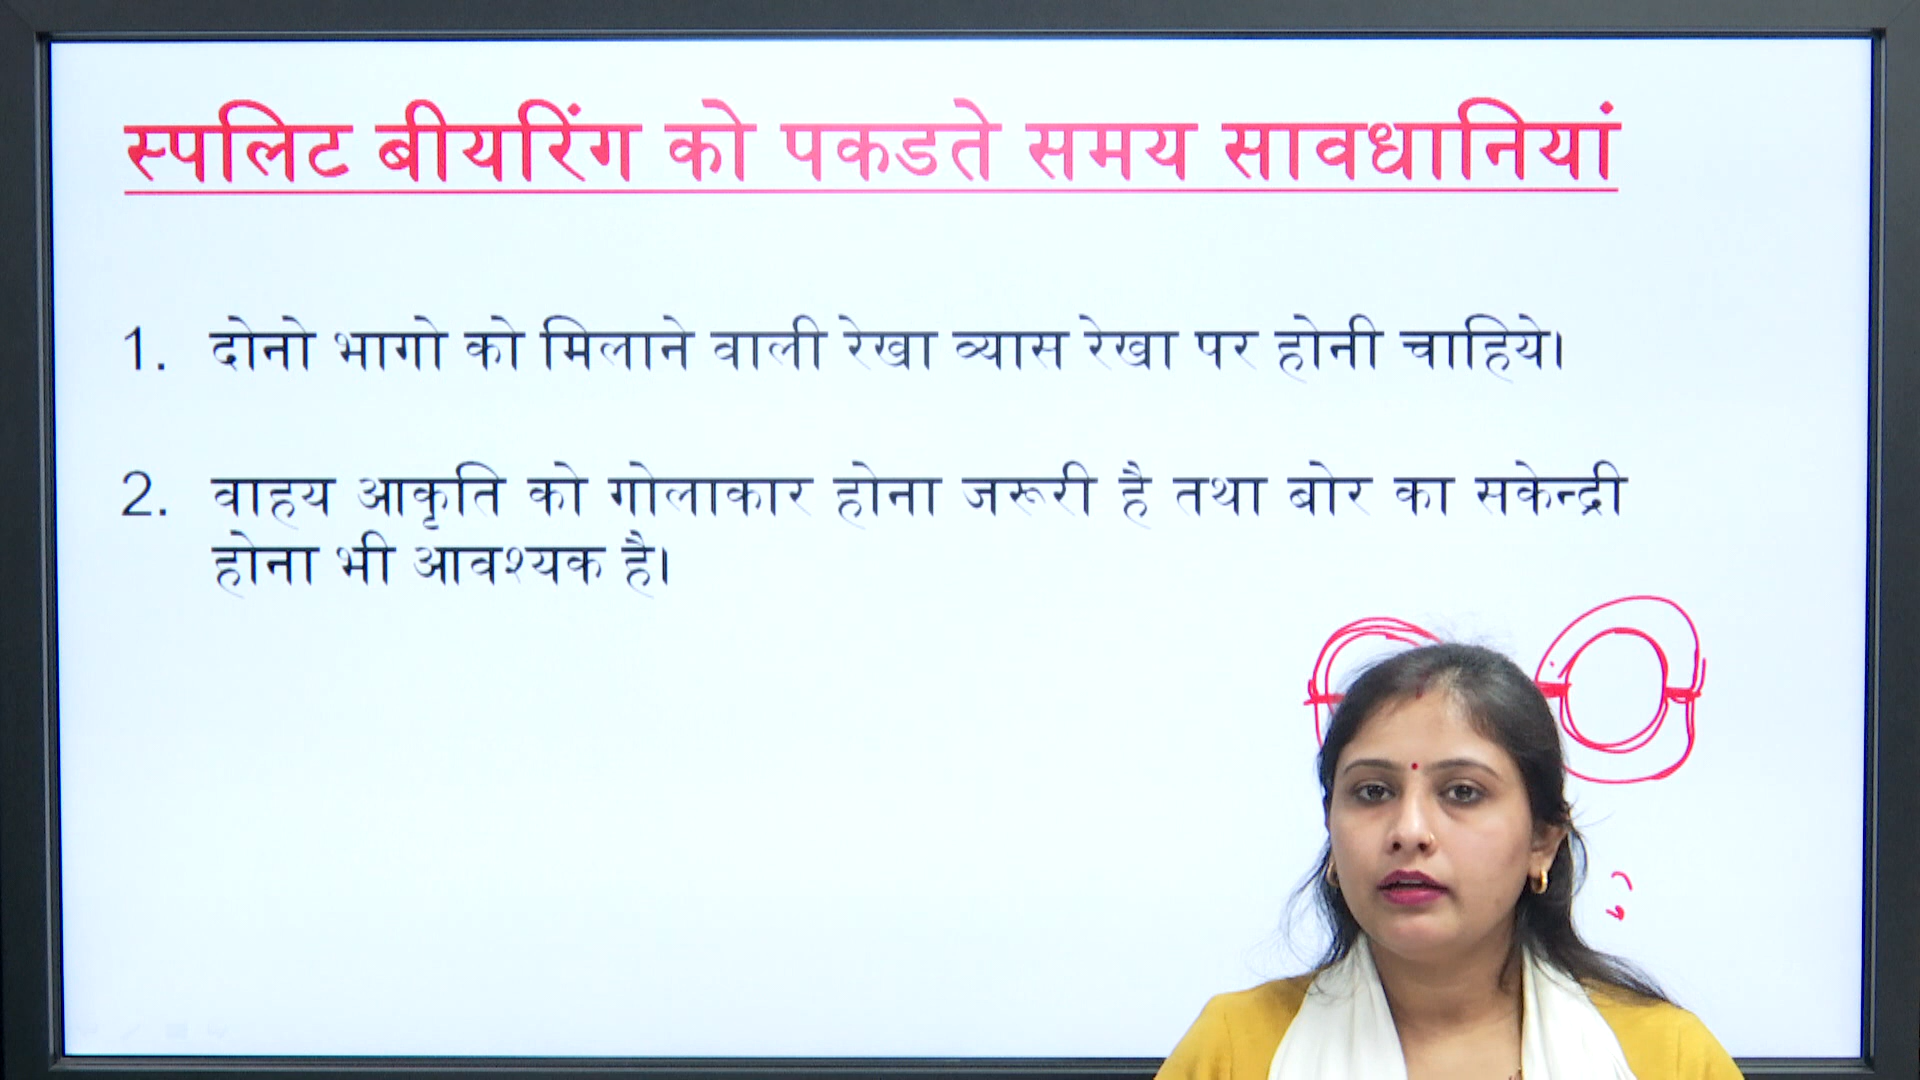 स्पलिट बीयरिंग को पकडते समय सावधानियां
1. दोनो भागो को मिलाने वाली रेखा व्यास रेखा पर होनी चाहिये।
2. वाहय आकृति को गोलाकार होना जरूरी है तथा बोर का सकेन्द्री
होना भी आवश्यक है।